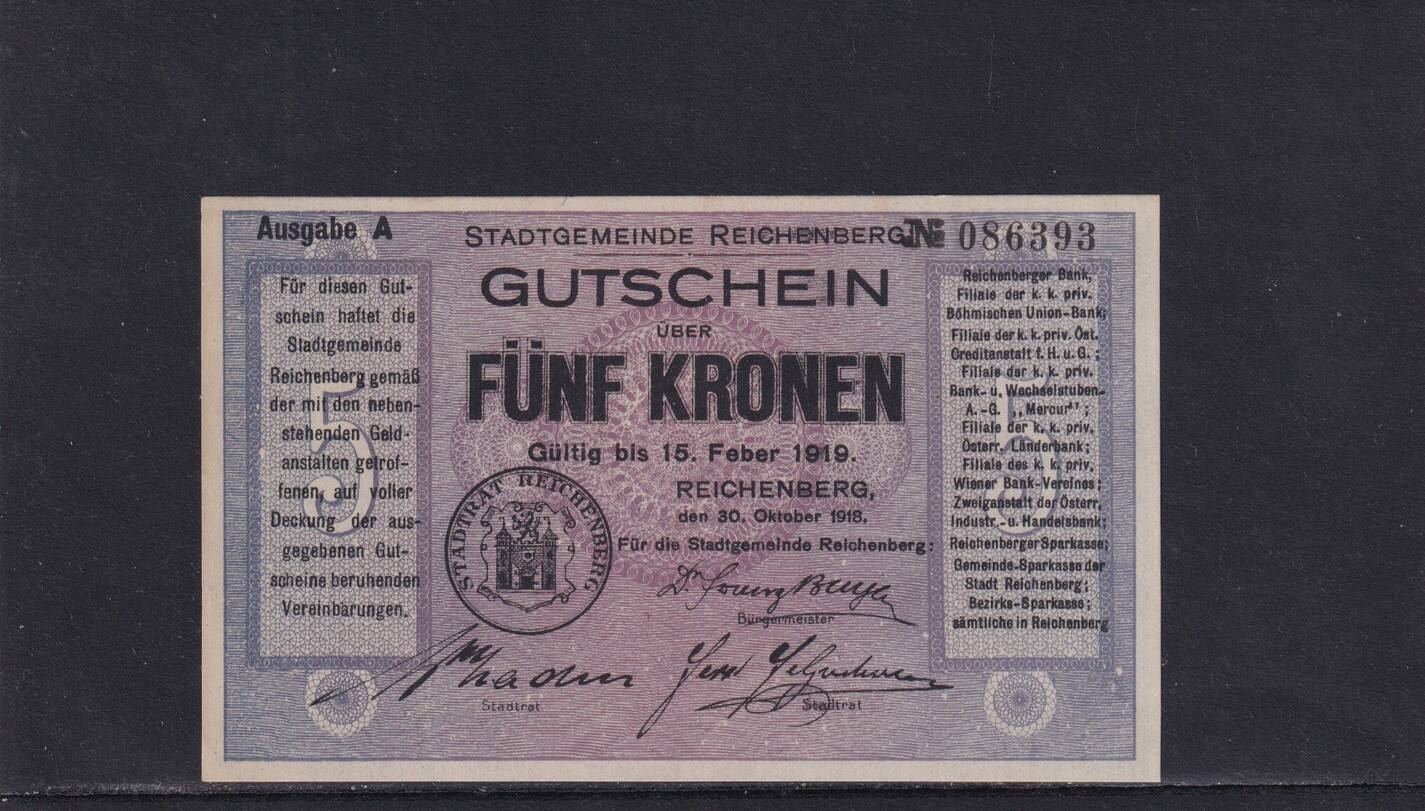 Ausgabe A
STADTGEMEINDE REICHENBERG № 086393
GUTSCHEIN
ÜBER
FÜNF KRONEN
Gültig bis 15. Feber 1919.
REICHENBERG,
den 30. Oktober 1918.
Für die Stadtgemeinde Reichenberg:
Bürgermeister
Stadtrat
Stadtrat
STADTRAT REICHENBERG
Für diesen Gut-
schein haftet die
Stadtgemeinde
Reichenberg gemäß
der mit den neben-
stehenden Geld-
anstalten getrof-
fenen, auf voller
Deckung der aus-
gegebenen Gut-
scheine beruhenden
Vereinbarungen.
5
Reichenberger Bank,
Filiale der k. k. priv.
Böhmischen Union-Bank;
Filiale der k. k. priv. Öst.
Creditanstalt f. H. u. G.;
Filiale der k. k. priv.
Bank- u. Wechselstuben-
A.-G. „Mercur";
Filiale der k. k. priv.
Österr. Länderbank;
Filiale des k. k. priv.
Wiener Bank-Vereines;
Zweiganstalt der Österr.
Industr.- u. Handelsbank;
Reichenberger Sparkasse;
Gemeinde-Sparkasse der
Stadt Reichenberg;
Bezirks-Sparkasse;
sämtliche in Reichenberg
5